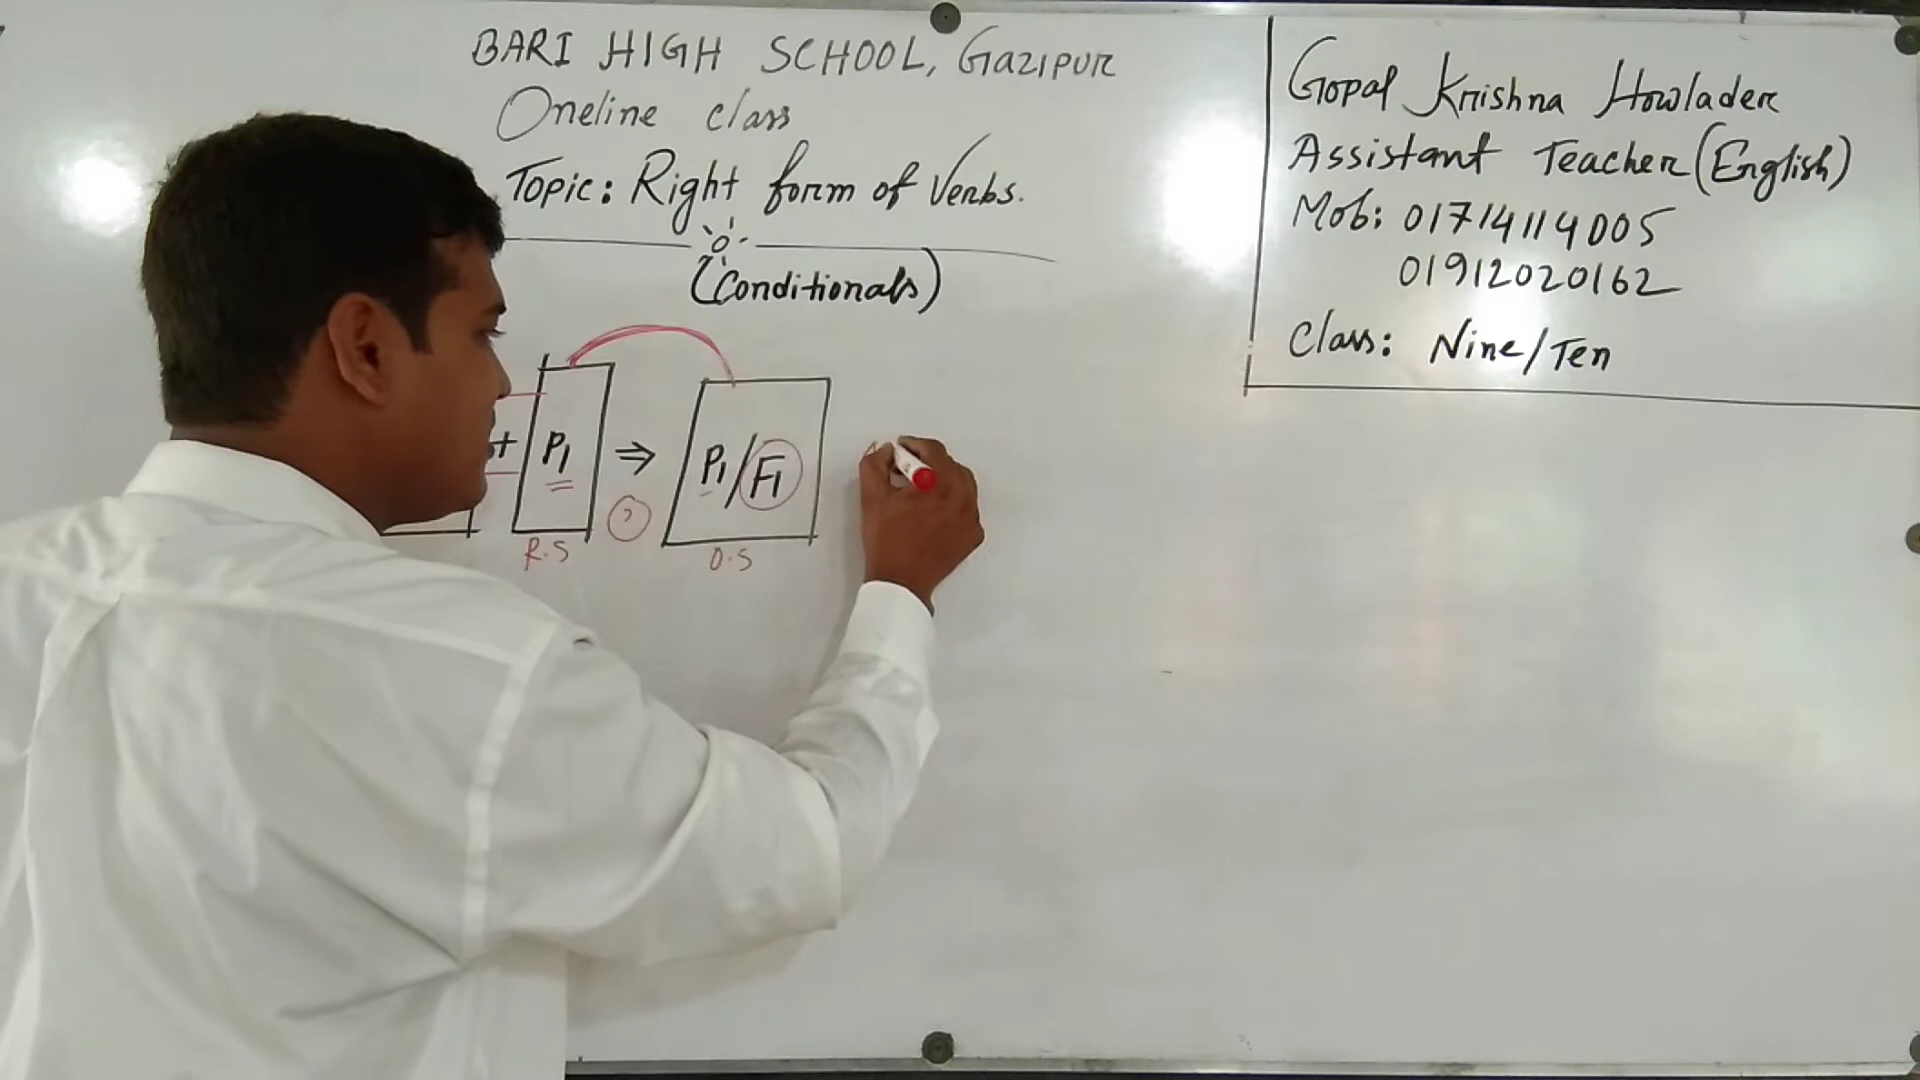 BARI HIGH SCHOOL, GAZIPUR
Oneline class
Topic: Right form of Verbs.
(Conditionals)
+ P1 ⇒ P1/F1
R.S ? O.S
Gopal Krishna Howlader
Assistant Teacher (English)
Mob: 01714114005
01912020162
Class: Nine/Ten